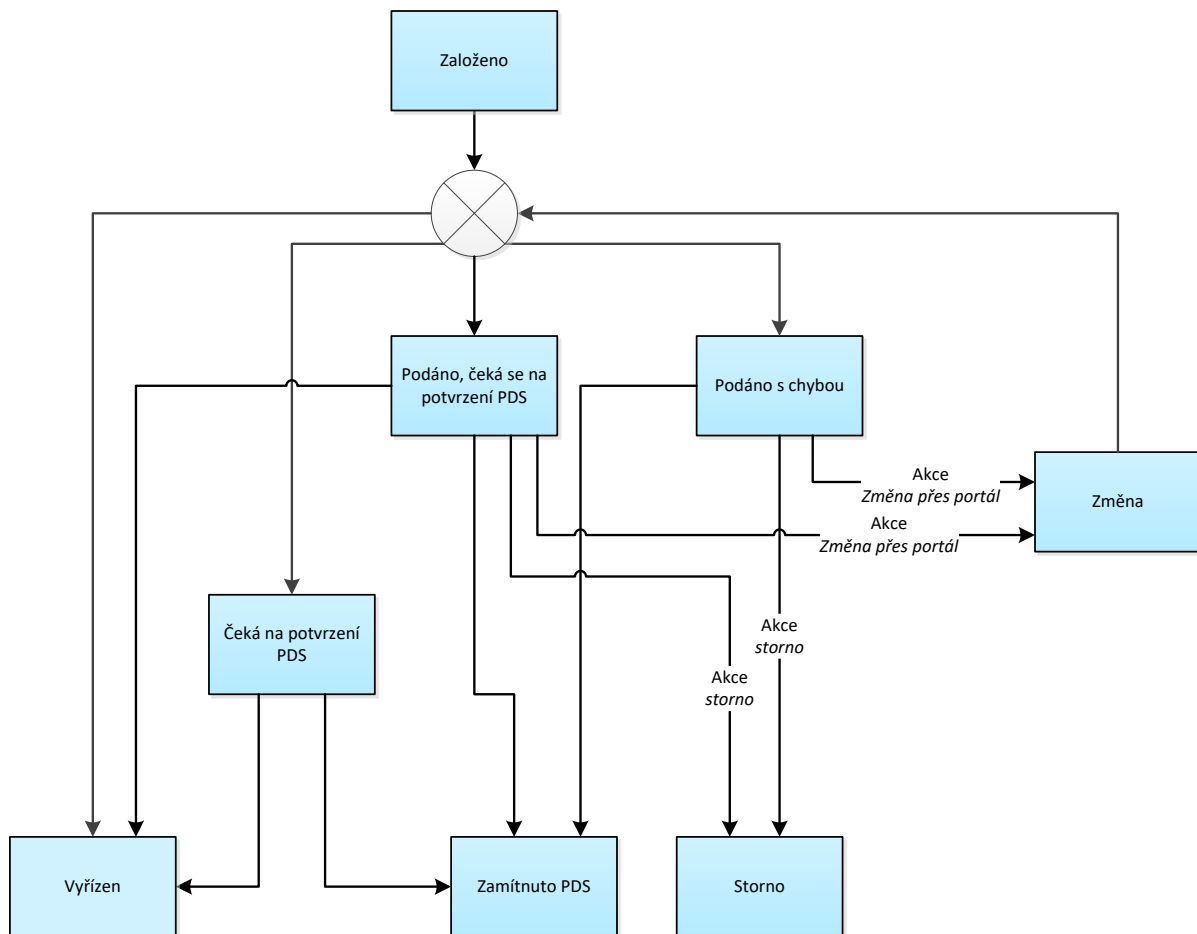 Založeno
Podáno, čeká se na
potvrzení PDS
Podáno s chybou
Akce
Změna přes portál
Změna
Akce
Změna přes portál
Čeká na potvrzení
PDS
Akce
storno
Akce
storno
Vyřízen
Zamítnuto PDS
Storno